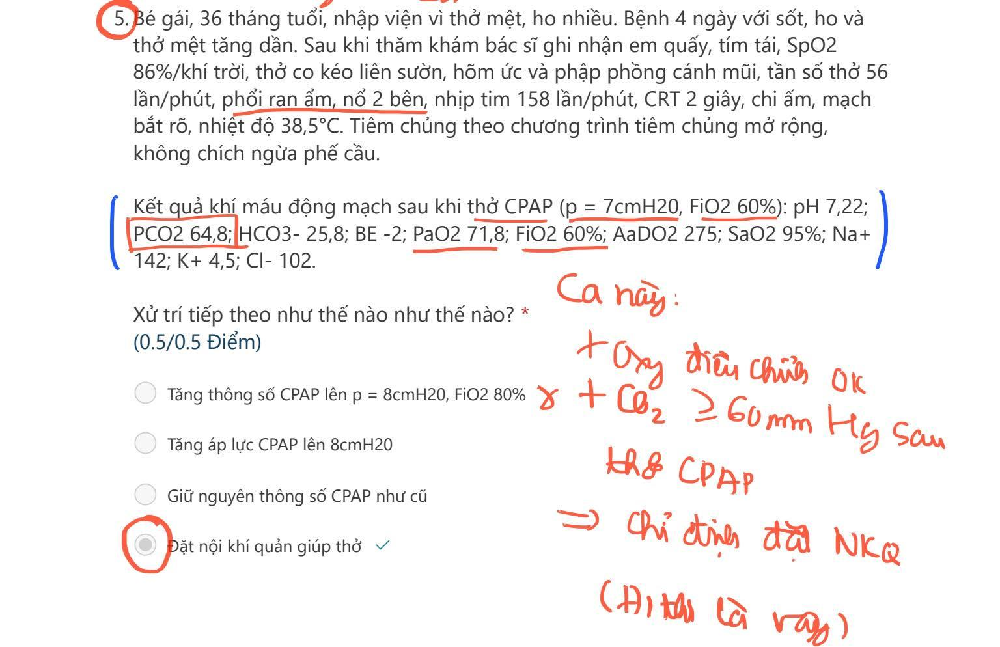 5. Bé gái, 36 tháng tuổi, nhập viện vì thở mệt, ho nhiều. Bệnh 4 ngày với sốt, ho và
thở mệt tăng dần. Sau khi thăm khám bác sĩ ghi nhận em quấy, tím tái, SpO2
86%/khí trời, thở co kéo liên sườn, hõm ức và phập phồng cánh mũi, tần số thở 56
lần/phút, phổi ran ẩm, nổ 2 bên, nhịp tim 158 lần/phút, CRT 2 giây, chi ấm, mạch
bắt rõ, nhiệt độ 38,5°C. Tiêm chủng theo chương trình tiêm chủng mở rộng,
không chích ngừa phế cầu.
Kết quả khí máu động mạch sau khi thở CPAP (p = 7cmH20, FiO2 60%): pH 7,22;
PCO2 64,8; HCO3- 25,8; BE -2; PaO2 71,8; FiO2 60%; AaDO2 275; SaO2 95%; Na+
142; K+ 4,5; Cl- 102.
Xử trí tiếp theo như thế nào như thế nào? *
(0.5/0.5 Điểm)
Tăng thông số CPAP lên p = 8cmH20, FiO2 80%
Tăng áp lực CPAP lên 8cmH20
Giữ nguyên thông số CPAP như cũ
Đặt nội khí quản giúp thở
Ca này:
+ Oxy điều chỉnh OK
+ CO2 ≥ 60 mm Hg sau
thở CPAP
=> chỉ định đặt NKQ
(Đi thi là vậy)